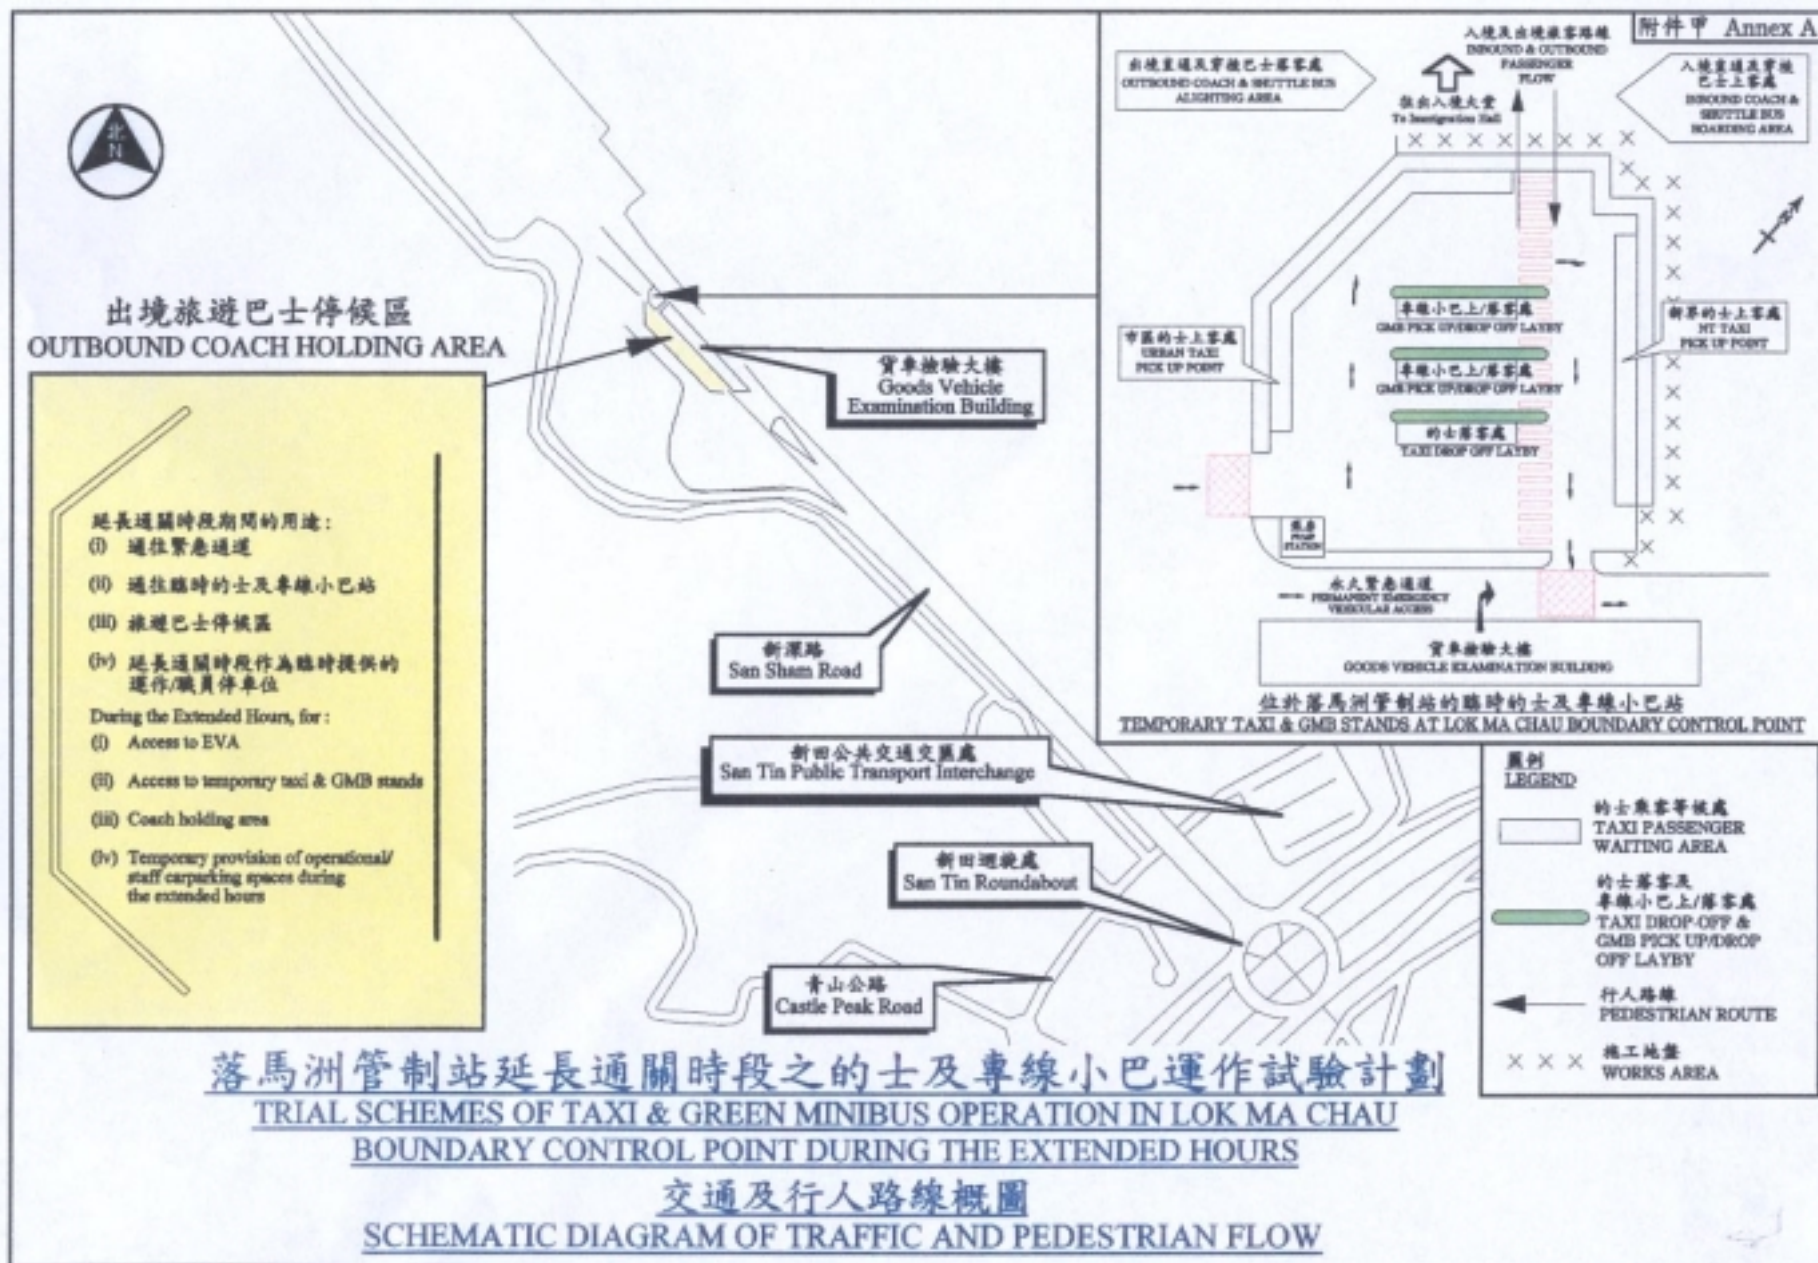 附件甲 Annex A
北
N
出境直通及穿梭巴士落客處
OUTBOUND COACH & SHUTTLE BUS
ALIGHTING AREA
入境及出境旅客路線
INBOUND & OUTBOUND
PASSENGER
FLOW
往出入境大堂
To Immigration Hall
入境直通及穿梭
巴士上客處
INBOUND COACH &
SHUTTLE BUS
BOARDING AREA
N
市區的士上客處
URBAN TAXI
PICK UP POINT
專線小巴上/落客處
GMB PICK UP/DROP OFF LAYBY
專線小巴上/落客處
GMB PICK UP/DROP OFF LAYBY
的士落客處
TAXI DROP OFF LAYBY
新界的士上客處
NT TAXI
PICK UP POINT
泵房
PUMP
STATION
永久緊急通道
PERMANENT EMERGENCY
VEHICULAR ACCESS
貨車檢驗大樓
GOODS VEHICLE EXAMINATION BUILDING
位於落馬洲管制站的臨時的士及專線小巴站
TEMPORARY TAXI & GMB STANDS AT LOK MA CHAU BOUNDARY CONTROL POINT
出境旅遊巴士停候區
OUTBOUND COACH HOLDING AREA
延長通關時段期間的用途：
(i) 通往緊急通道
(ii) 通往臨時的士及專線小巴站
(iii) 旅遊巴士停候區
(iv) 延長通關時段作為臨時提供的
運作/職員停車位
During the Extended Hours, for :
(i) Access to EVA
(ii) Access to temporary taxi & GMB stands
(iii) Coach holding area
(iv) Temporary provision of operational/
staff carparking spaces during
the extended hours
貨車檢驗大樓
Goods Vehicle
Examination Building
新深路
San Sham Road
新田公共交通交匯處
San Tin Public Transport Interchange
新田迴旋處
San Tin Roundabout
青山公路
Castle Peak Road
圖例
LEGEND
的士乘客等候處
TAXI PASSENGER
WAITING AREA
的士落客及
專線小巴上/落客處
TAXI DROP-OFF &
GMB PICK UP/DROP
OFF LAYBY
行人路線
PEDESTRIAN ROUTE
施工地盤
WORKS AREA
落馬洲管制站延長通關時段之的士及專線小巴運作試驗計劃
TRIAL SCHEMES OF TAXI & GREEN MINIBUS OPERATION IN LOK MA CHAU
BOUNDARY CONTROL POINT DURING THE EXTENDED HOURS
交通及行人路線概圖
SCHEMATIC DIAGRAM OF TRAFFIC AND PEDESTRIAN FLOW